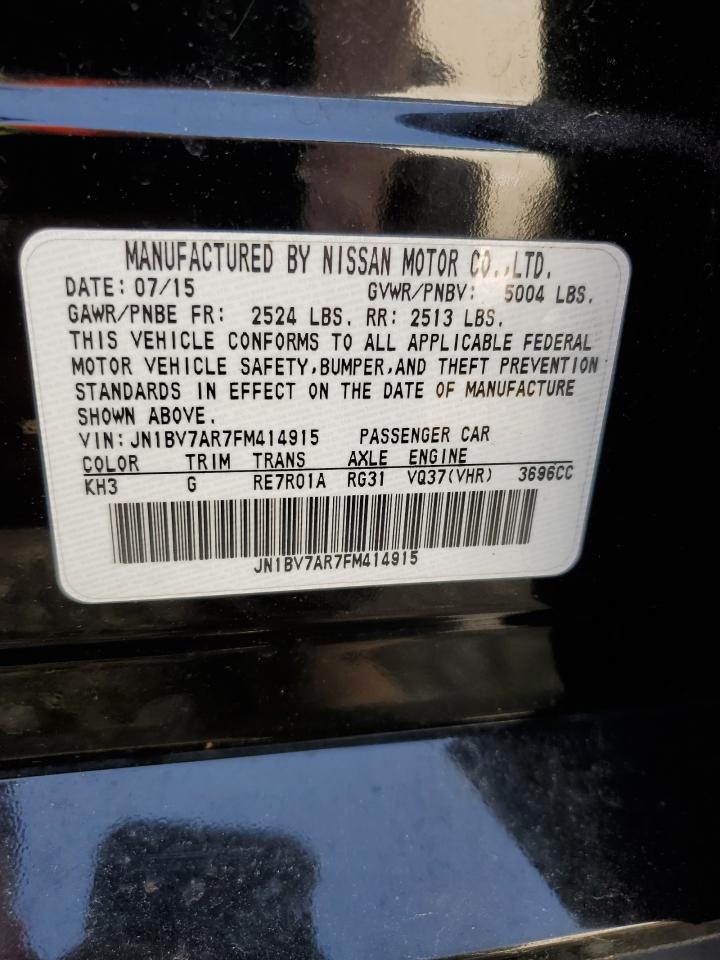 MANUFACTURED BY NISSAN MOTOR CO.,LTD.
DATE: 07/15 GVWR/PNBV: 5004 LBS.
GAWR/PNBE FR: 2524 LBS. RR: 2513 LBS.
THIS VEHICLE CONFORMS TO ALL APPLICABLE FEDERAL
MOTOR VEHICLE SAFETY,BUMPER,AND THEFT PREVENTION
STANDARDS IN EFFECT ON THE DATE OF MANUFACTURE
SHOWN ABOVE.
VIN: JN1BV7AR7FM414915 PASSENGER CAR
COLOR TRIM TRANS AXLE ENGINE
KH3 G RE7R01A RG31 VQ37(VHR) 3696CC
JN1BV7AR7FM414915